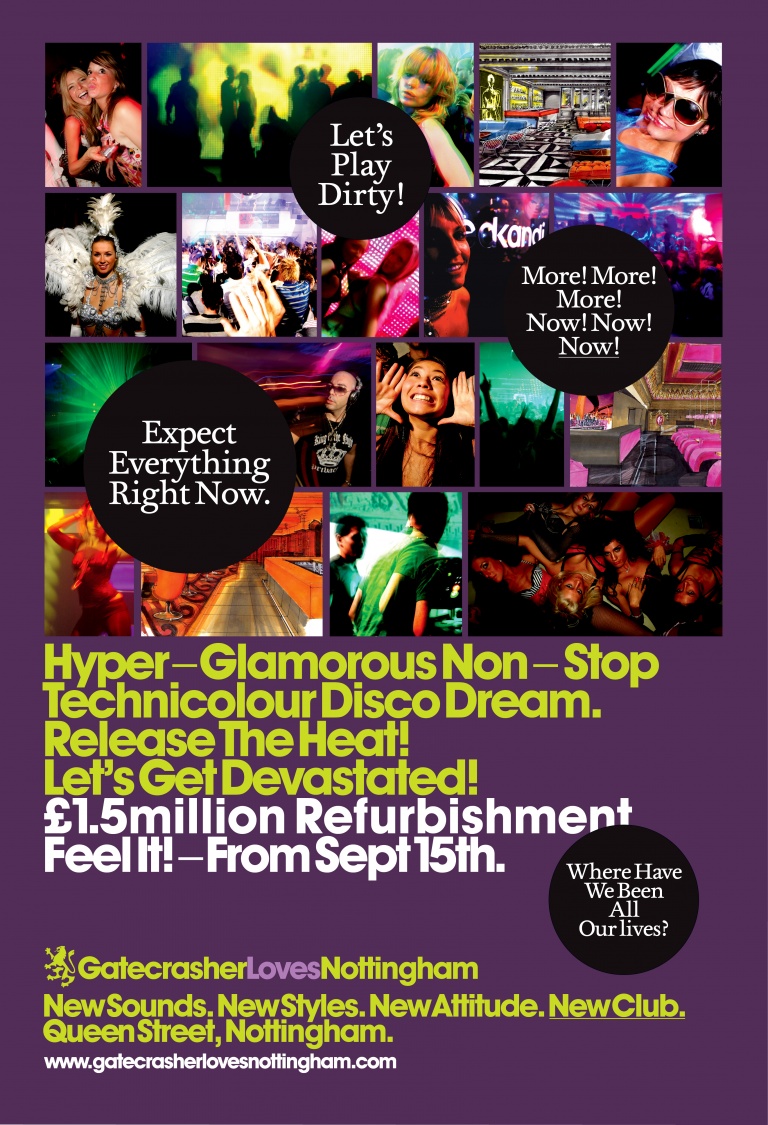 Let's
Play
Dirty!
dkandi
More! More!
More!
Now! Now!
Now!
Expect
Everything
Right Now.
Hyper – Glamorous Non – Stop
Technicolour Disco Dream.
Release The Heat!
Let's Get Devastated!
£1.5million Refurbishment
Feel It! – From Sept 15th.
Where Have
We Been
All
Our lives?
GatecrasherLovesNottingham
New Sounds. New Styles. New Attitude. New Club.
Queen Street, Nottingham.
www.gatecrasherlovesnottingham.com